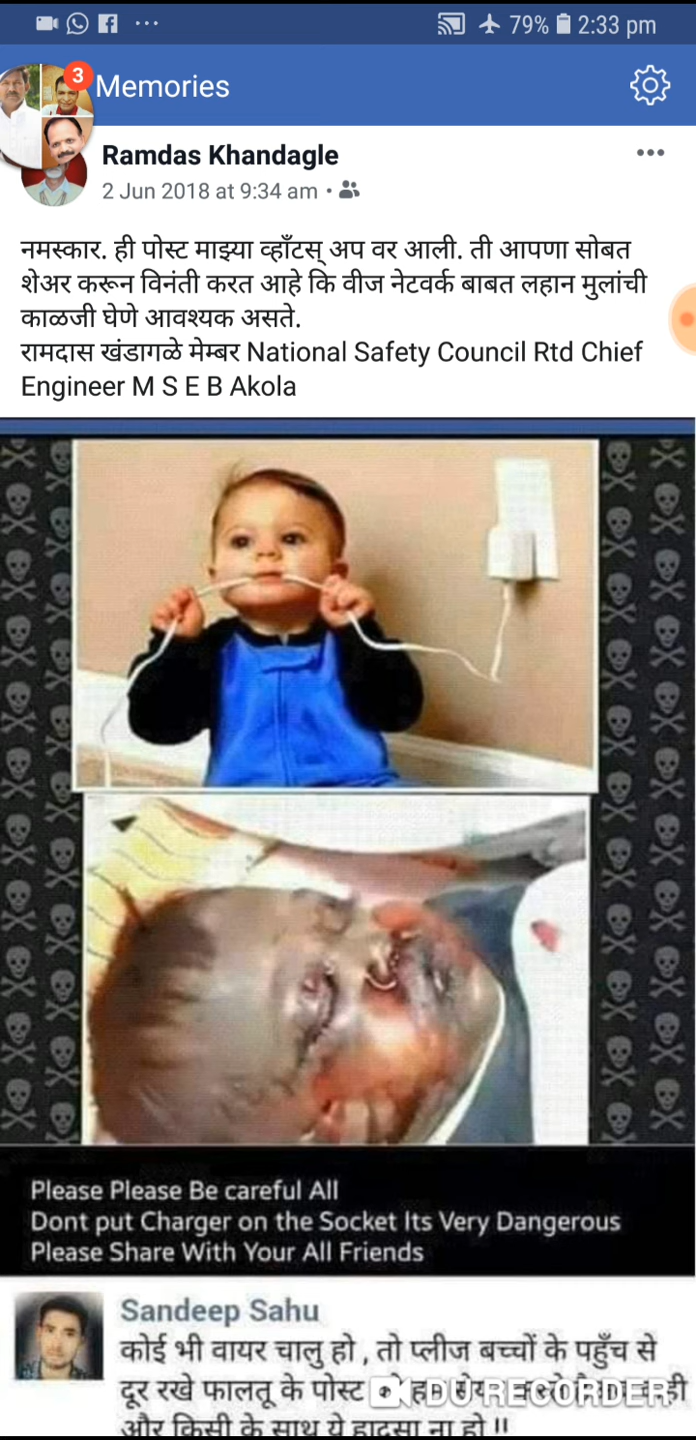 79% 2:33 pm
3
Memories
Ramdas Khandagle
2 Jun 2018 at 9:34 am •
नमस्कार. ही पोस्ट माझ्या व्हाँटस् अप वर आली. ती आपणा सोबत
शेअर करून विनंती करत आहे कि वीज नेटवर्क बाबत लहान मुलांची
काळजी घेणे आवश्यक असते.
रामदास खंडागळे मेम्बर National Safety Council Rtd Chief
Engineer M S E B Akola
Please Please Be careful All
Dont put Charger on the Socket Its Very Dangerous
Please Share With Your All Friends
Sandeep Sahu
कोई भी वायर चालु हो , तो प्लीज बच्चों के पहुँच से
दूर रखे फालतू के पोस्ट
DU RECORDER
और किसी के साथ ये हादसा ना हो !!